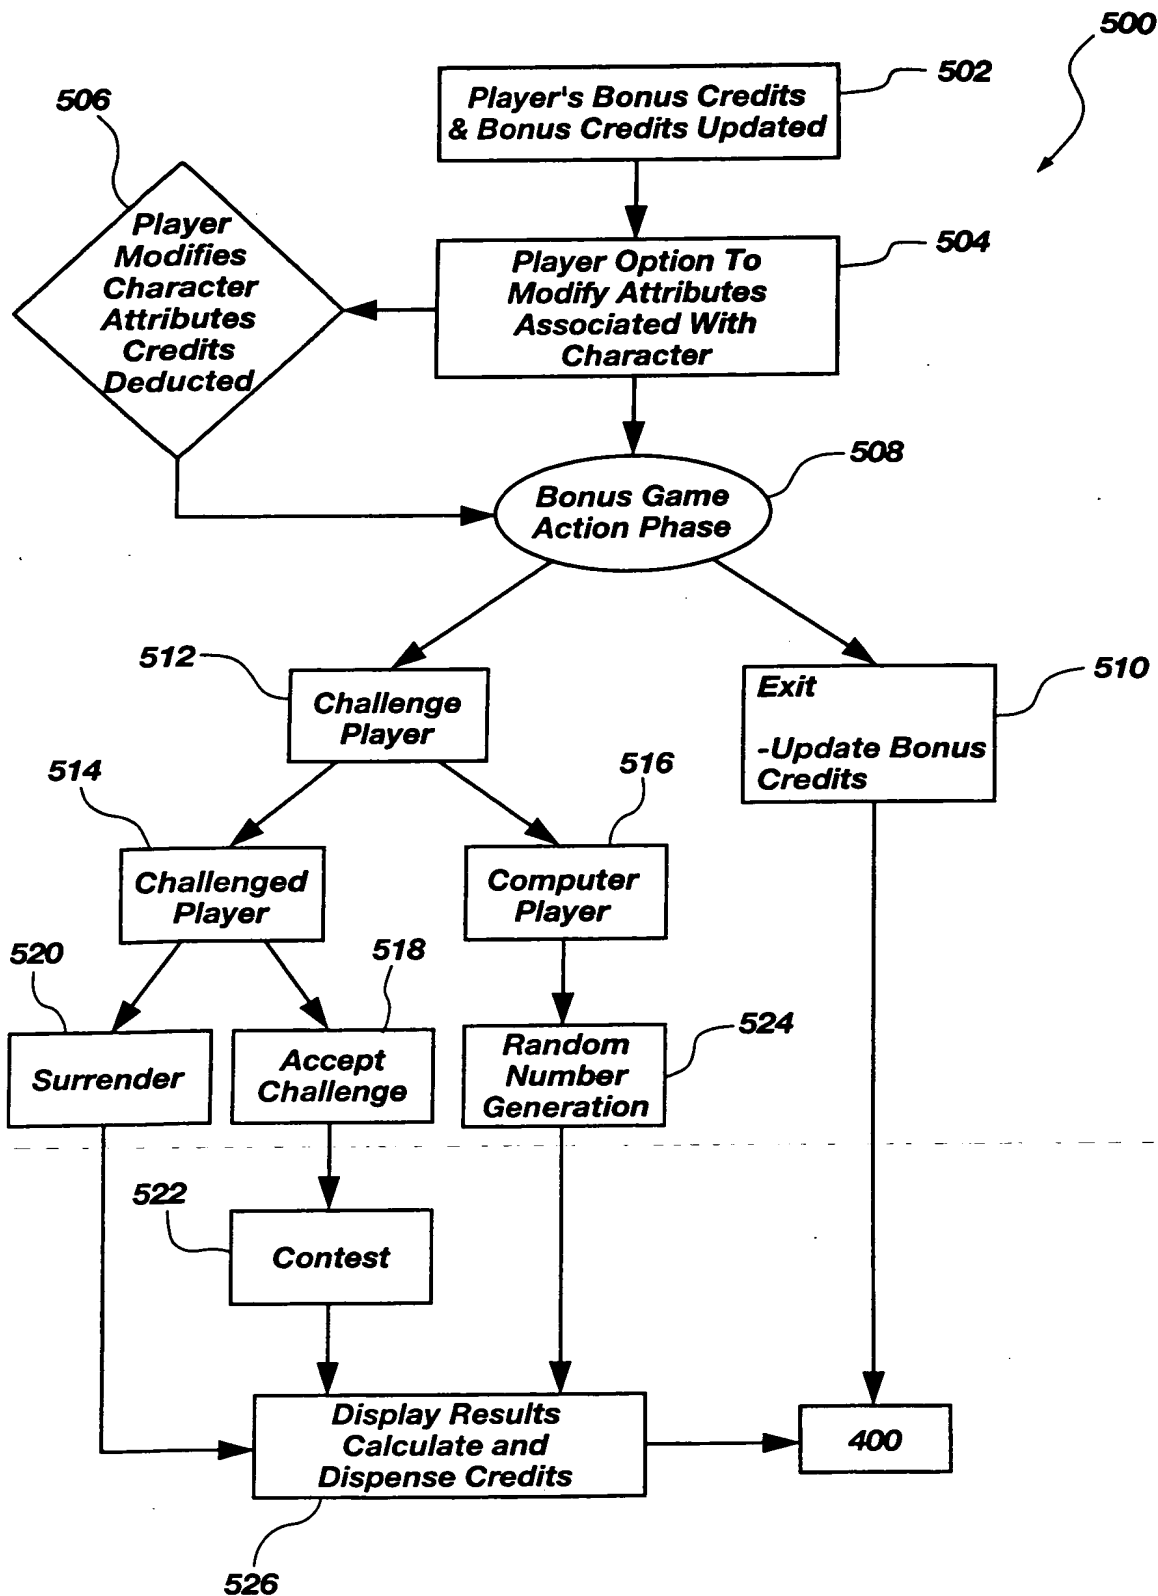 500
502
Player's Bonus Credits
& Bonus Credits Updated
506
Player
Modifies
Character
Attributes
Credits
Deducted
504
Player Option To
Modify Attributes
Associated With
Character
508
Bonus Game
Action Phase
512
Challenge
Player
510
Exit
-Update Bonus
Credits
514
Challenged
Player
516
Computer
Player
520
Surrender
518
Accept
Challenge
524
Random
Number
Generation
522
Contest
Display Results
Calculate and
Dispense Credits
400
526